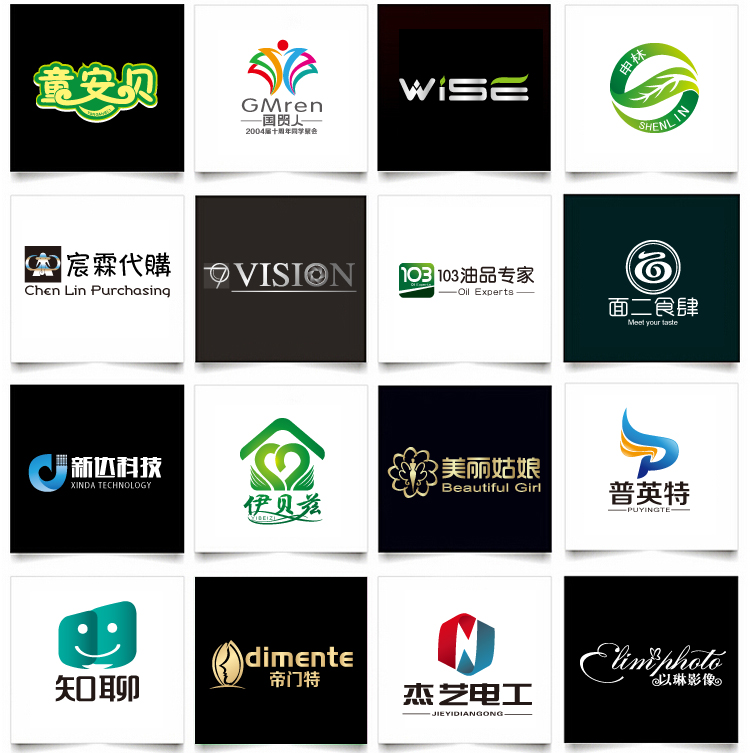 童安贝
GMren
国贸人
2004届十周年同学聚会
WiSE
申林
SHENLIN
宸霖代購
Chen Lin Purchasing
VISION
103
Oil Experts
103油品专家
Oil Experts
面二食肆
Meet your taste
新达科技
XINDA TECHNOLOGY
伊贝兹
YIBEIZI
美丽姑娘
Beautiful Girl
普英特
PUYINGTE
知聊
dimente
帝门特
杰艺电工
JIEYIDIANGONG
Elim photo
以琳影像